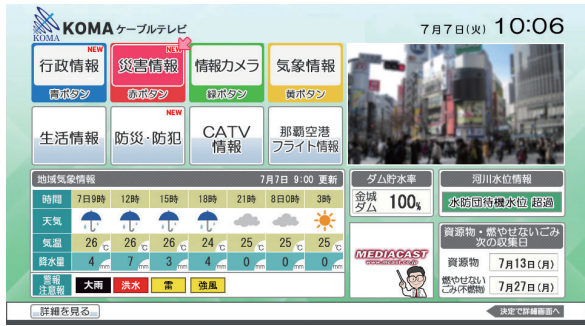 KOMA
KOMA ケーブルテレビ
7月7日(火) 10:06
NEW
行政情報
青ボタン
NEW
災害情報
赤ボタン
情報カメラ
緑ボタン
気象情報
黄ボタン
生活情報
NEW
防災・防犯
CATV
情報
那覇空港
フライト情報
地域気象情報 7月7日 9:00 更新
時間 7日9時 12時 15時 18時 21時 8日0時 3時
天気
気温 26℃ 26℃ 26℃ 24℃ 25℃ 25℃ 25℃
降水量 4mm 7mm 3mm 4mm 0mm 0mm 0mm
警報
注意報
大雨 洪水 雷 強風
ダム貯水率
金城
ダム
100%
河川水位情報
水防団待機水位 超過
MEDIACAST
www.mcast.co.jp
資源物・燃やせないごみ
次の収集日
資源物 7月13日(月)
燃やせない
ごみ(不燃物)
7月27日(月)
詳細を見る
決定で詳細画面へ